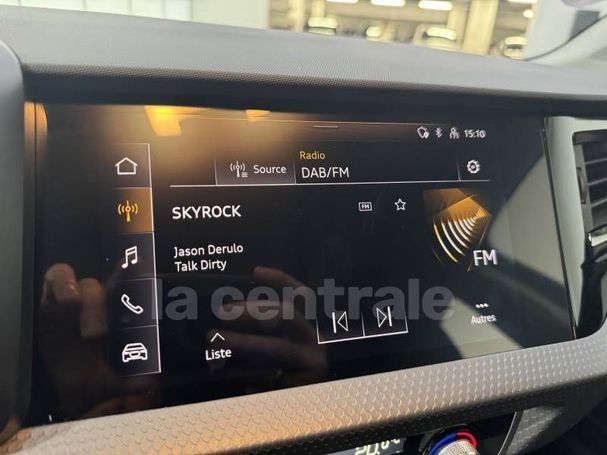 15:10
Radio
Source
DAB/FM
SKYROCK
FM
Jason Derulo
Talk Dirty
FM
la centrale
Liste
Autres